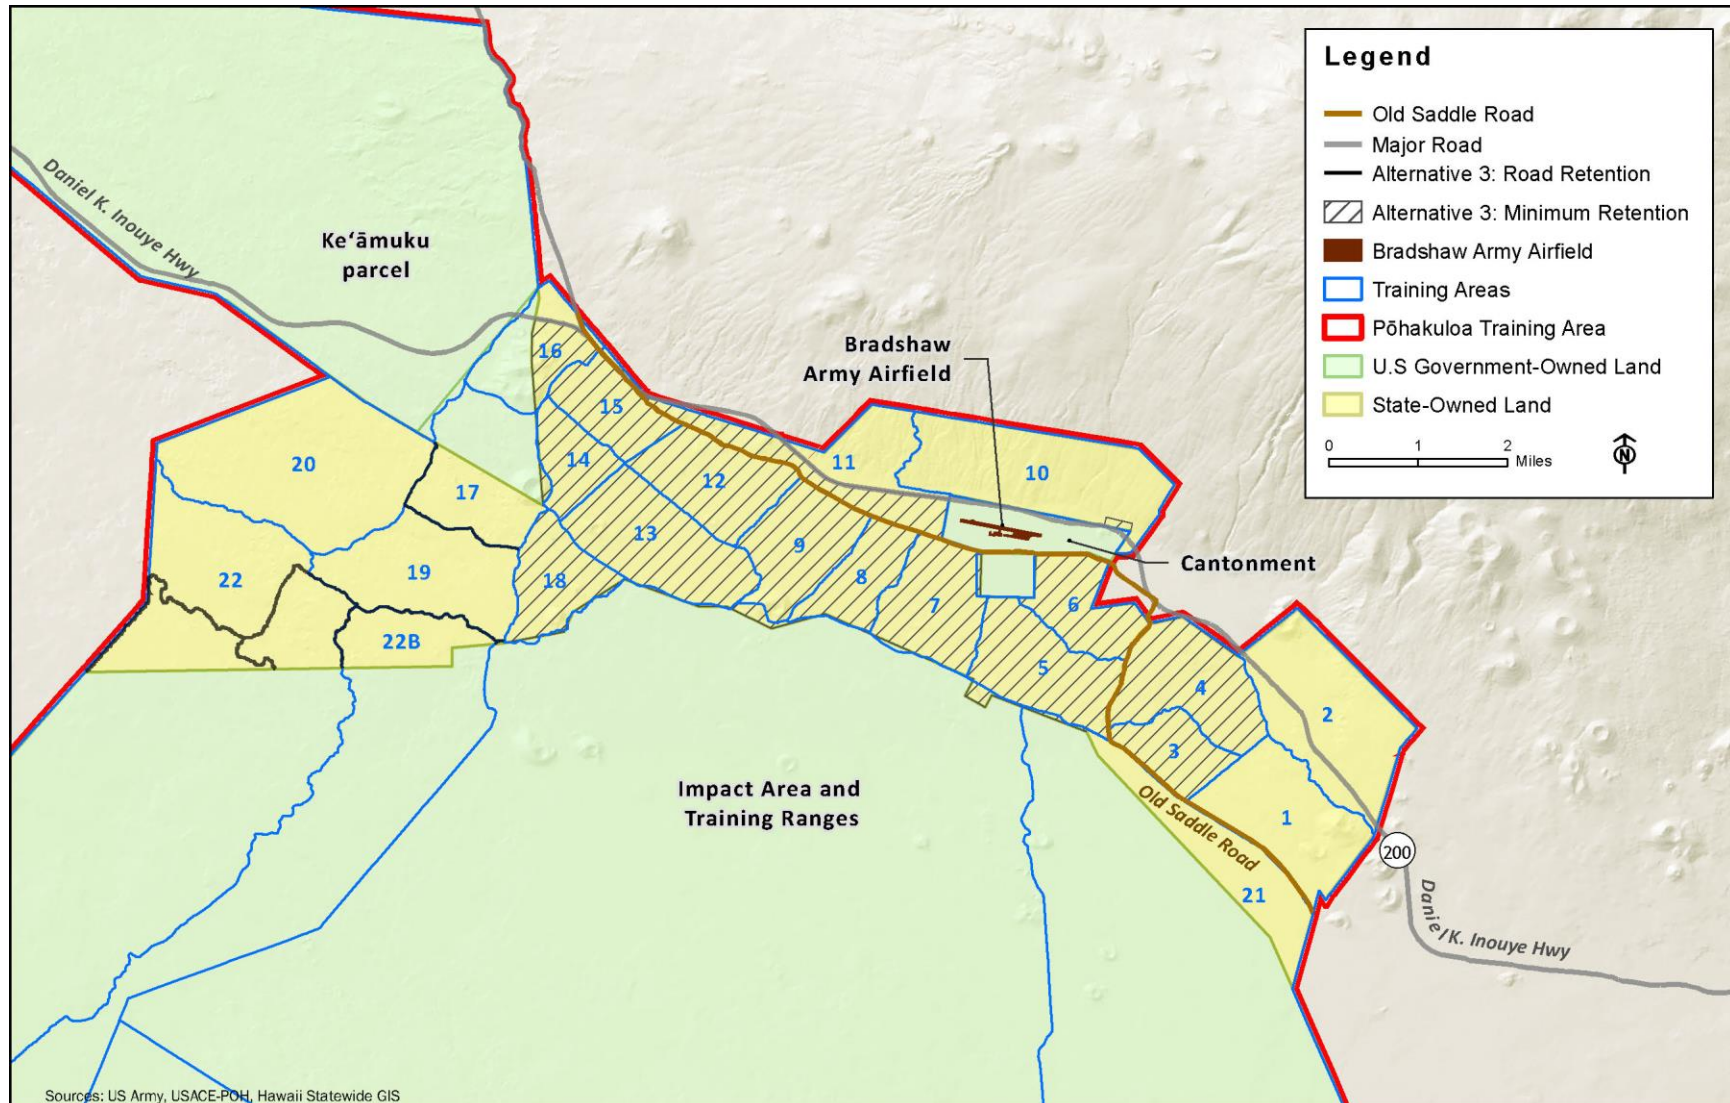 Legend
Old Saddle Road
Major Road
Alternative 3: Road Retention
Alternative 3: Minimum Retention
Bradshaw Army Airfield
Training Areas
Pōhakuloa Training Area
U.S Government-Owned Land
State-Owned Land
0 1 2 Miles
N
Daniel K. Inouye Hwy
Keʻāmuku
parcel
Bradshaw
Army Airfield
Cantonment
16
15
14
12
11
10
20
17
13
9
8
7
6
22
19
18
22B
5
4
3
2
1
21
Impact Area and
Training Ranges
Old Saddle Road
200
Daniel K. Inouye Hwy
Sources: US Army, USACE-POH, Hawaii Statewide GIS